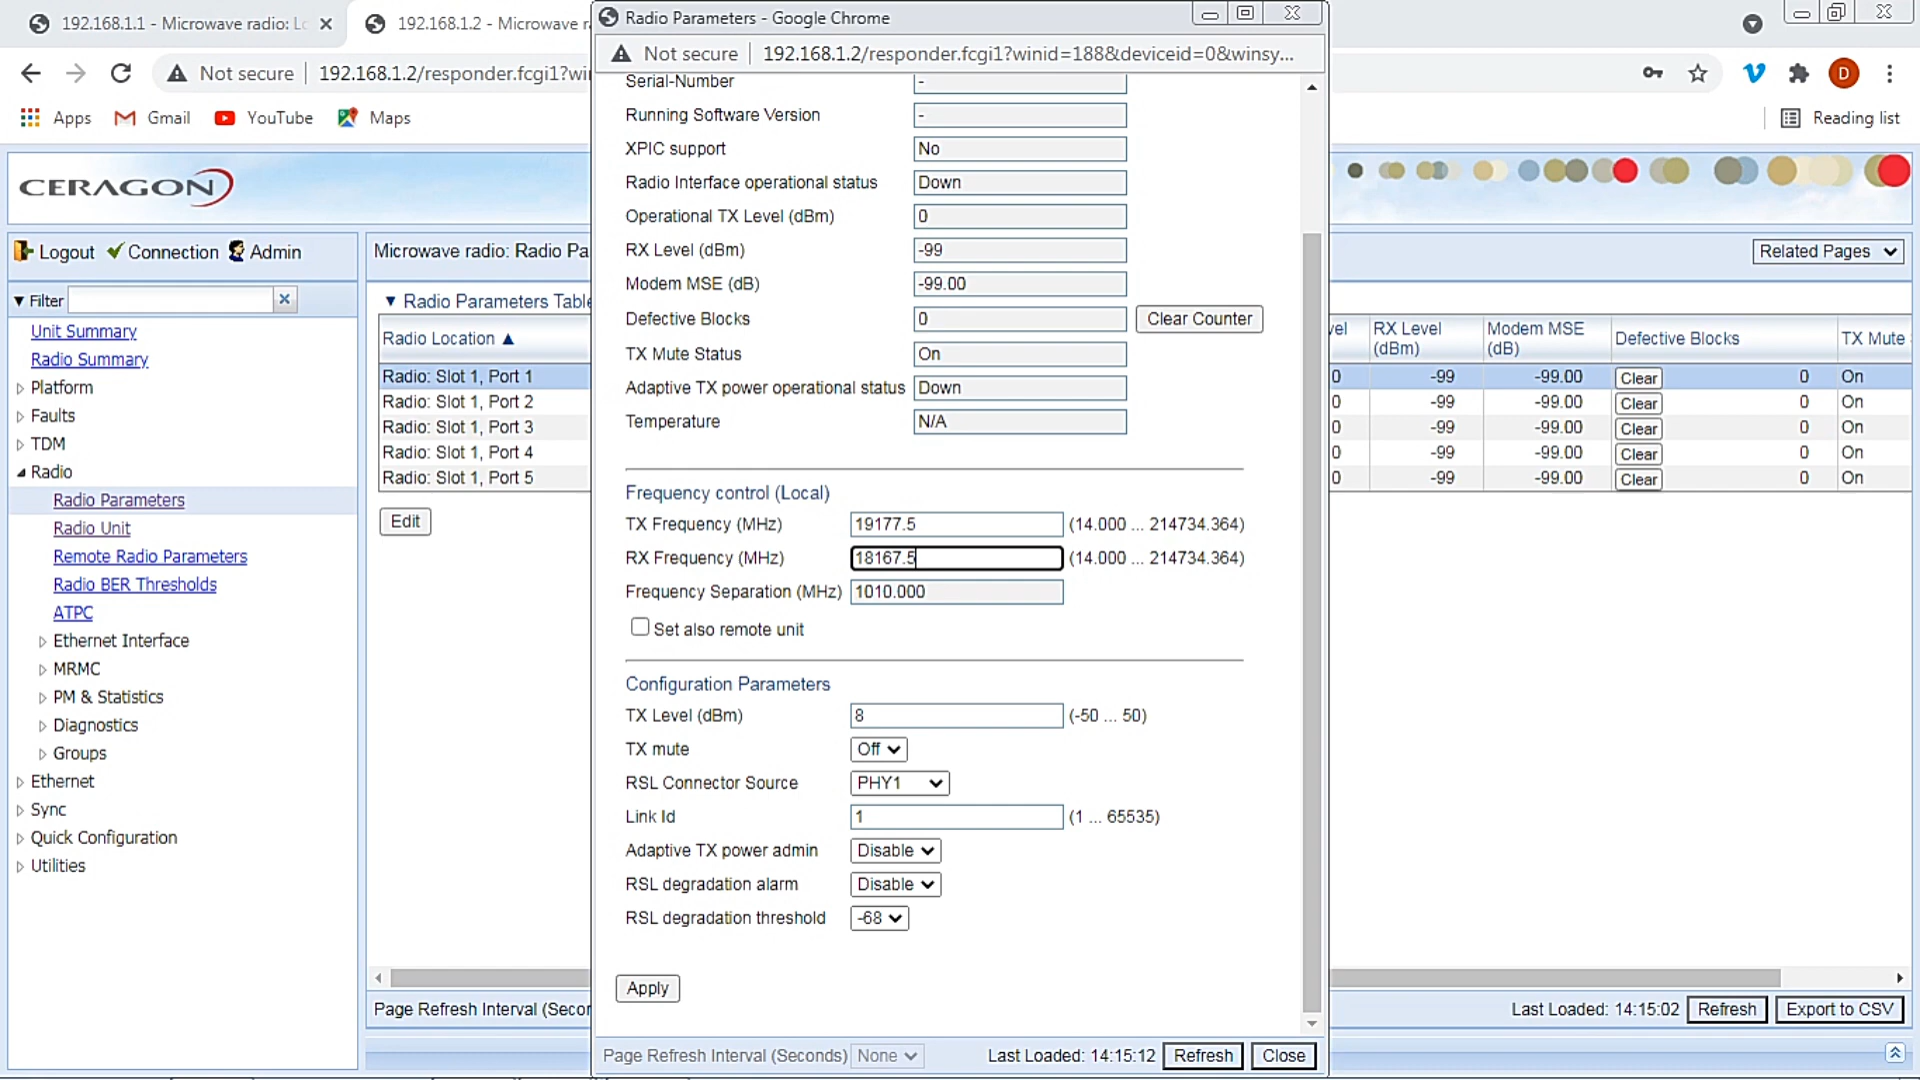 192.168.1.1 - Microwave radio: Lo
192.168.1.2 - Microwave ra
Radio Parameters - Google Chrome
Not secure
192.168.1.2/responder.fcgi1?winid=188&deviceid=0&winsy...
Not secure
192.168.1.2/responder.fcgi1?wi
D
Apps
Gmail
YouTube
Maps
Reading list
CERAGON
Logout
Connection
Admin
Microwave radio: Radio Pa
Related Pages
Filter
Unit Summary
Radio Summary
Platform
Faults
TDM
Radio
Radio Parameters
Radio Unit
Remote Radio Parameters
Radio BER Thresholds
ATPC
Ethernet Interface
MRMC
PM & Statistics
Diagnostics
Groups
Ethernet
Sync
Quick Configuration
Utilities
Radio Parameters Table
Radio Location ▲
Radio: Slot 1, Port 1
Radio: Slot 1, Port 2
Radio: Slot 1, Port 3
Radio: Slot 1, Port 4
Radio: Slot 1, Port 5
Edit
Serial-Number -
Running Software Version -
XPIC support No
Radio Interface operational status Down
Operational TX Level (dBm) 0
RX Level (dBm) -99
Modem MSE (dB) -99.00
Defective Blocks 0 Clear Counter
TX Mute Status On
Adaptive TX power operational status Down
Temperature N/A
Frequency control (Local)
TX Frequency (MHz) 19177.5 (14.000 ... 214734.364)
RX Frequency (MHz) 18167.5 (14.000 ... 214734.364)
Frequency Separation (MHz) 1010.000
Set also remote unit
Configuration Parameters
TX Level (dBm) 8 (-50 ... 50)
TX mute Off
RSL Connector Source PHY1
Link Id 1 (1 ... 65535)
Adaptive TX power admin Disable
RSL degradation alarm Disable
RSL degradation threshold -68
Apply
Page Refresh Interval (Seconds) None Last Loaded: 14:15:12 Refresh Close
vel RX Level (dBm) Modem MSE (dB) Defective Blocks TX Mute
0 -99 -99.00 Clear 0 On
0 -99 -99.00 Clear 0 On
0 -99 -99.00 Clear 0 On
0 -99 -99.00 Clear 0 On
0 -99 -99.00 Clear 0 On
Page Refresh Interval (Secon
Last Loaded: 14:15:02 Refresh Export to CSV